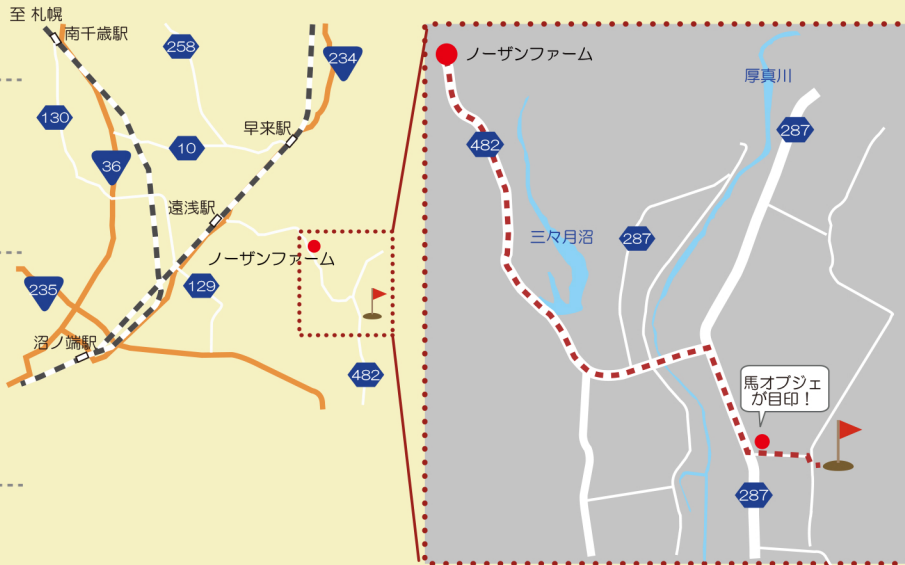 至 札幌
南千歳駅
258
234
130
早来駅
10
36
遠浅駅
ノーザンファーム
235
129
沼ノ端駅
482
ノーザンファーム
厚真川
287
482
三々月沼
287
馬オブジェ
が目印！
287